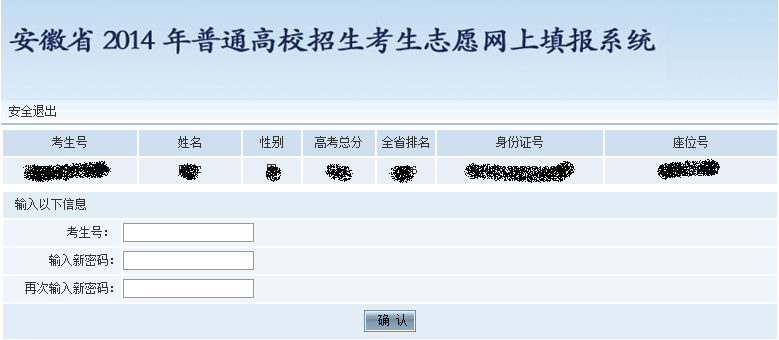 安徽省 2014 年普通高校招生考生志愿网上填报系统
安全退出
考生号 姓名 性别 高考总分 全省排名 身份证号 座位号
输入以下信息
考生号：
输入新密码：
再次输入新密码：
确 认